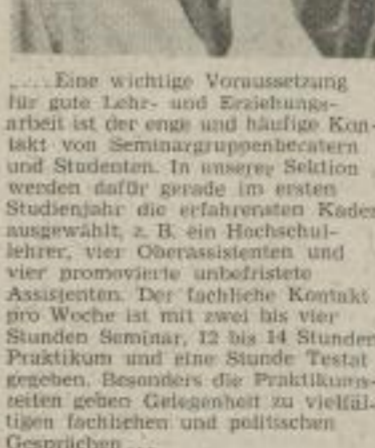 „... Eine wichtige Voraussetzung
für gute Lehr- und Erziehungs-
arbeit ist der enge und häufige Kon-
takt von Seminargruppenberatern
und Studenten. In unserer Sektion
werden dafür gerade im ersten
Studienjahr die erfahrensten Kader
ausgewählt, z. B. ein Hochschul-
lehrer, vier Oberassistenten und
vier promovierte unbefristete
Assistenten. Der fachliche Kontakt
pro Woche ist mit zwei bis vier
Stunden Seminar, 12 bis 14 Stunden
Praktikum und eine Stunde Testat
gegeben. Besonders die Praktikums-
zeiten geben Gelegenheit zu vielfäl-
tigen fachlichen und politischen
Gesprächen ...